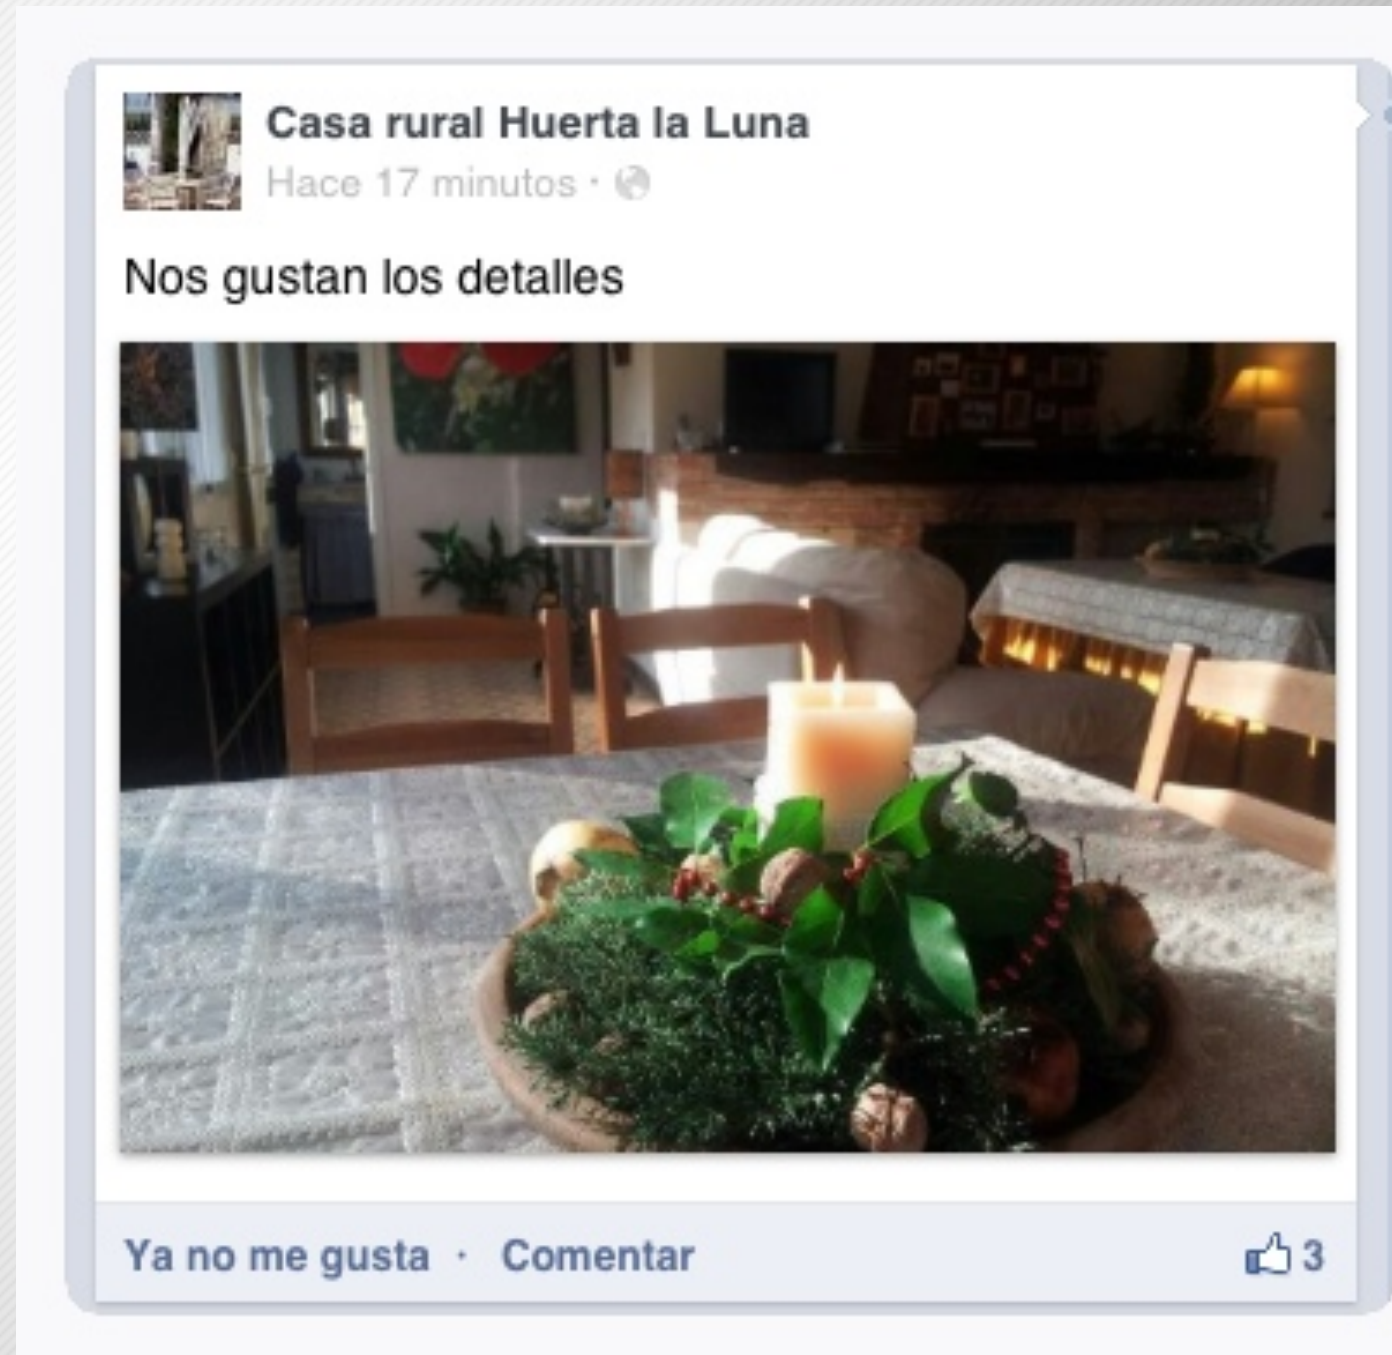 Casa rural Huerta la Luna
Hace 17 minutos ·
Nos gustan los detalles
Ya no me gusta · Comentar
3